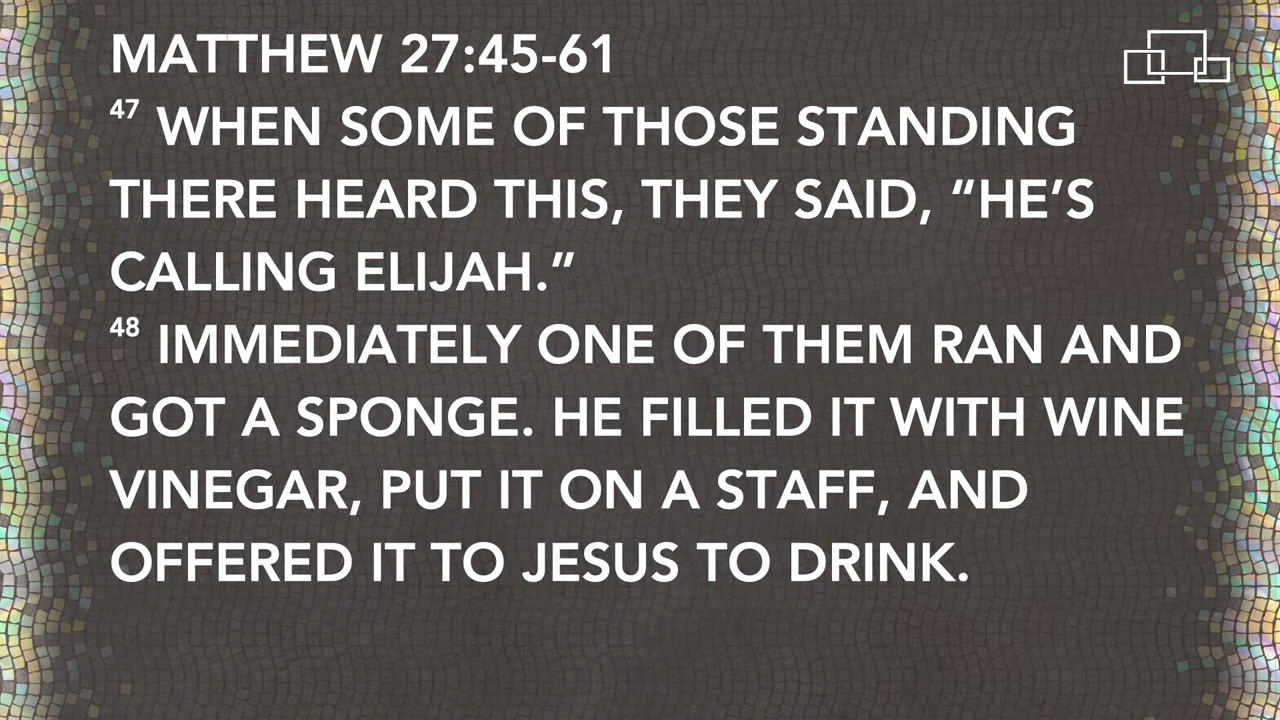 MATTHEW 27:45-61
47 WHEN SOME OF THOSE STANDING
THERE HEARD THIS, THEY SAID, “HE’S
CALLING ELIJAH.”
48 IMMEDIATELY ONE OF THEM RAN AND
GOT A SPONGE. HE FILLED IT WITH WINE
VINEGAR, PUT IT ON A STAFF, AND
OFFERED IT TO JESUS TO DRINK.